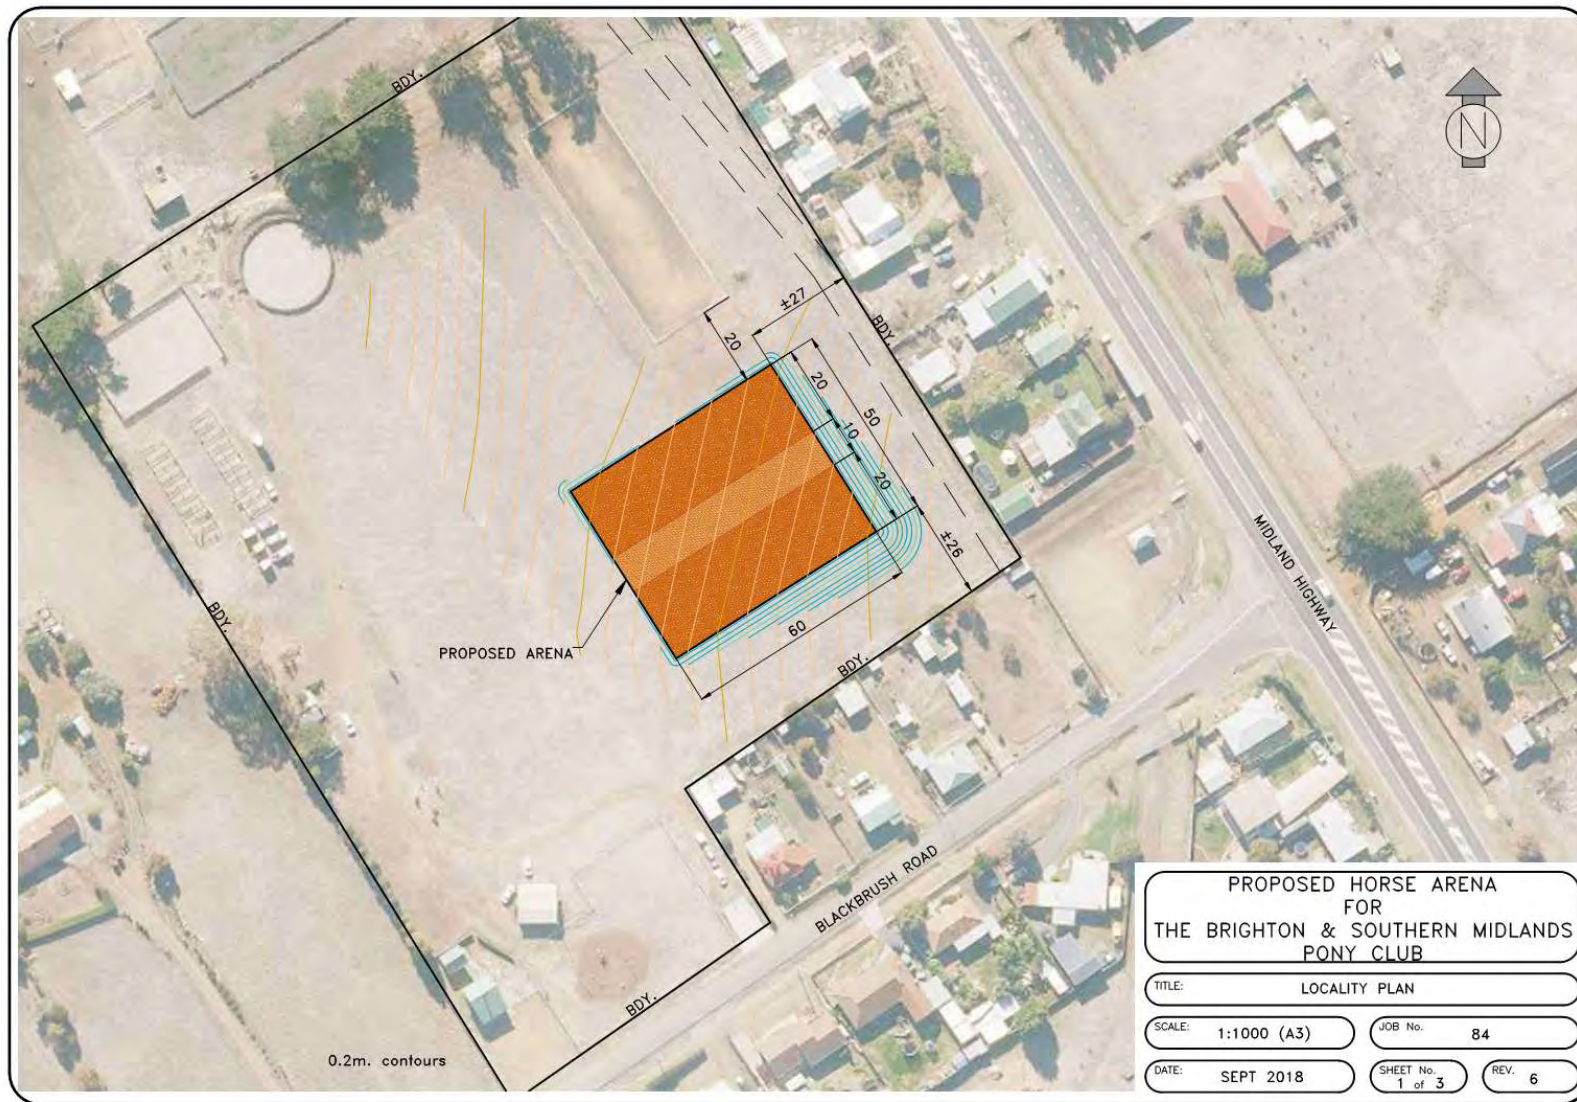 BDY.
N
±27
BDY.
20
20
50
10
20
±26
MIDLAND HIGHWAY
BDY.
60
PROPOSED ARENA
BDY.
BLACKBRUSH ROAD
BDY.
0.2m. contours
PROPOSED HORSE ARENA
FOR
THE BRIGHTON & SOUTHERN MIDLANDS
PONY CLUB
TITLE: LOCALITY PLAN
SCALE: 1:1000 (A3)
JOB No. 84
DATE: SEPT 2018
SHEET No. 1 of 3
REV. 6